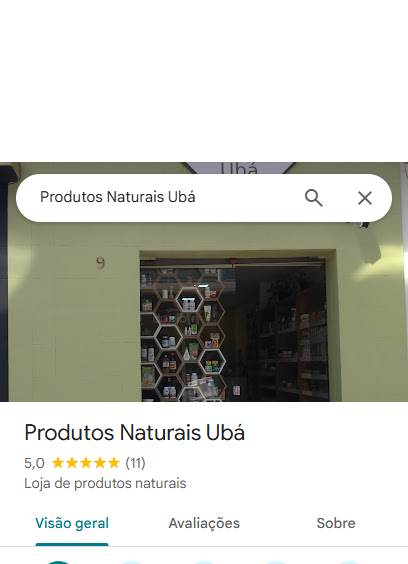 Ubá
Produtos Naturais Ubá
9
Produtos Naturais Ubá
5,0 ★★★★★ (11)
Loja de produtos naturais
Visão geral Avaliações Sobre